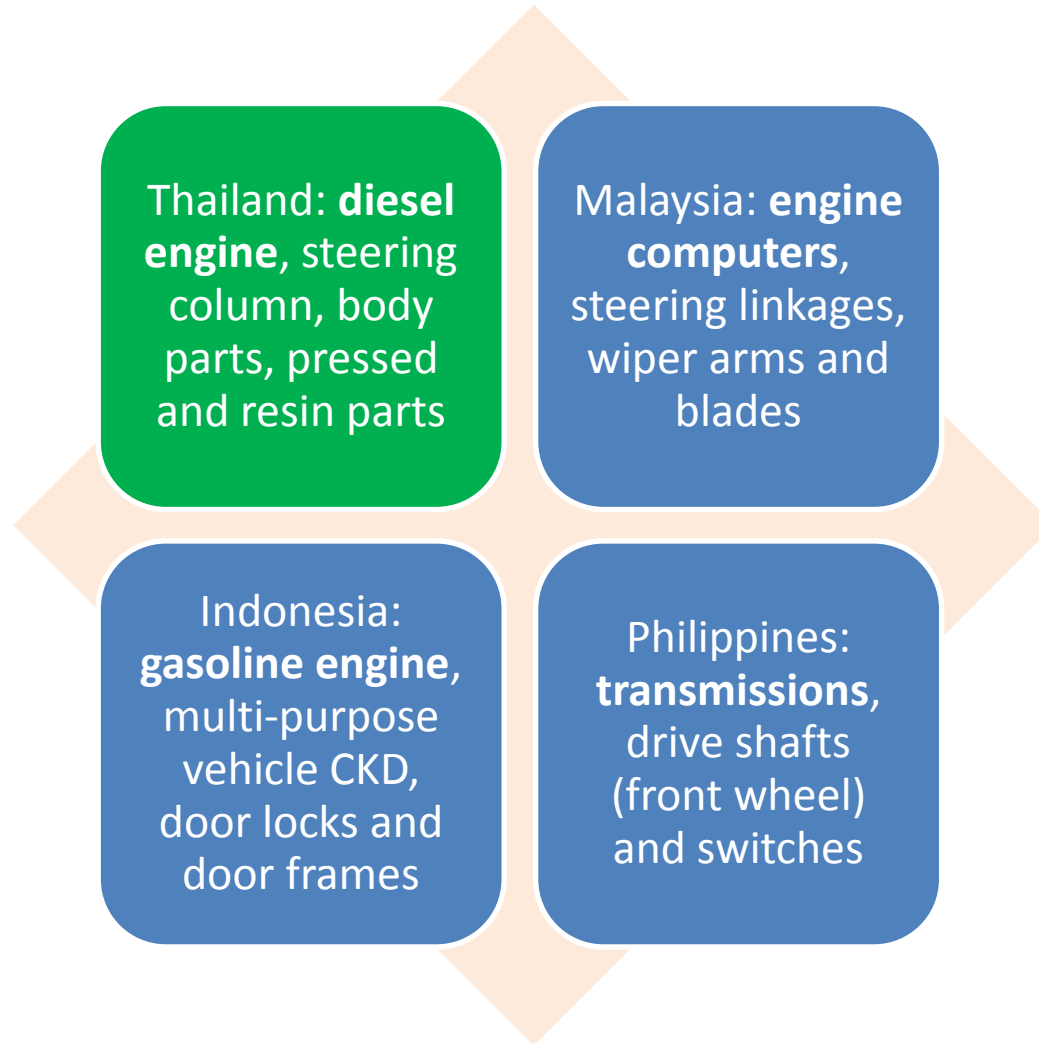 Thailand: diesel
engine, steering
column, body
parts, pressed
and resin parts
Malaysia: engine
computers,
steering linkages,
wiper arms and
blades
Indonesia:
gasoline engine,
multi-purpose
vehicle CKD,
door locks and
door frames
Philippines:
transmissions,
drive shafts
(front wheel)
and switches